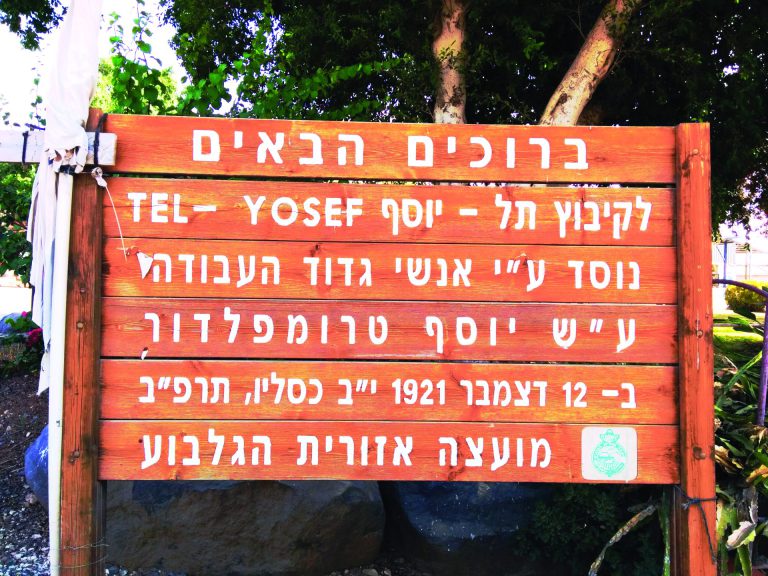 ברוכים הבאים
לקיבוץ תל - יוסף TEL- YOSEF
נוסד ע"י אנשי גדוד העבודה
ע"ש יוסף טרומפלדור
ב- 12 דצמבר 1921 י"ב כסליו, תרפ"ב
מועצה אזורית הגלבוע